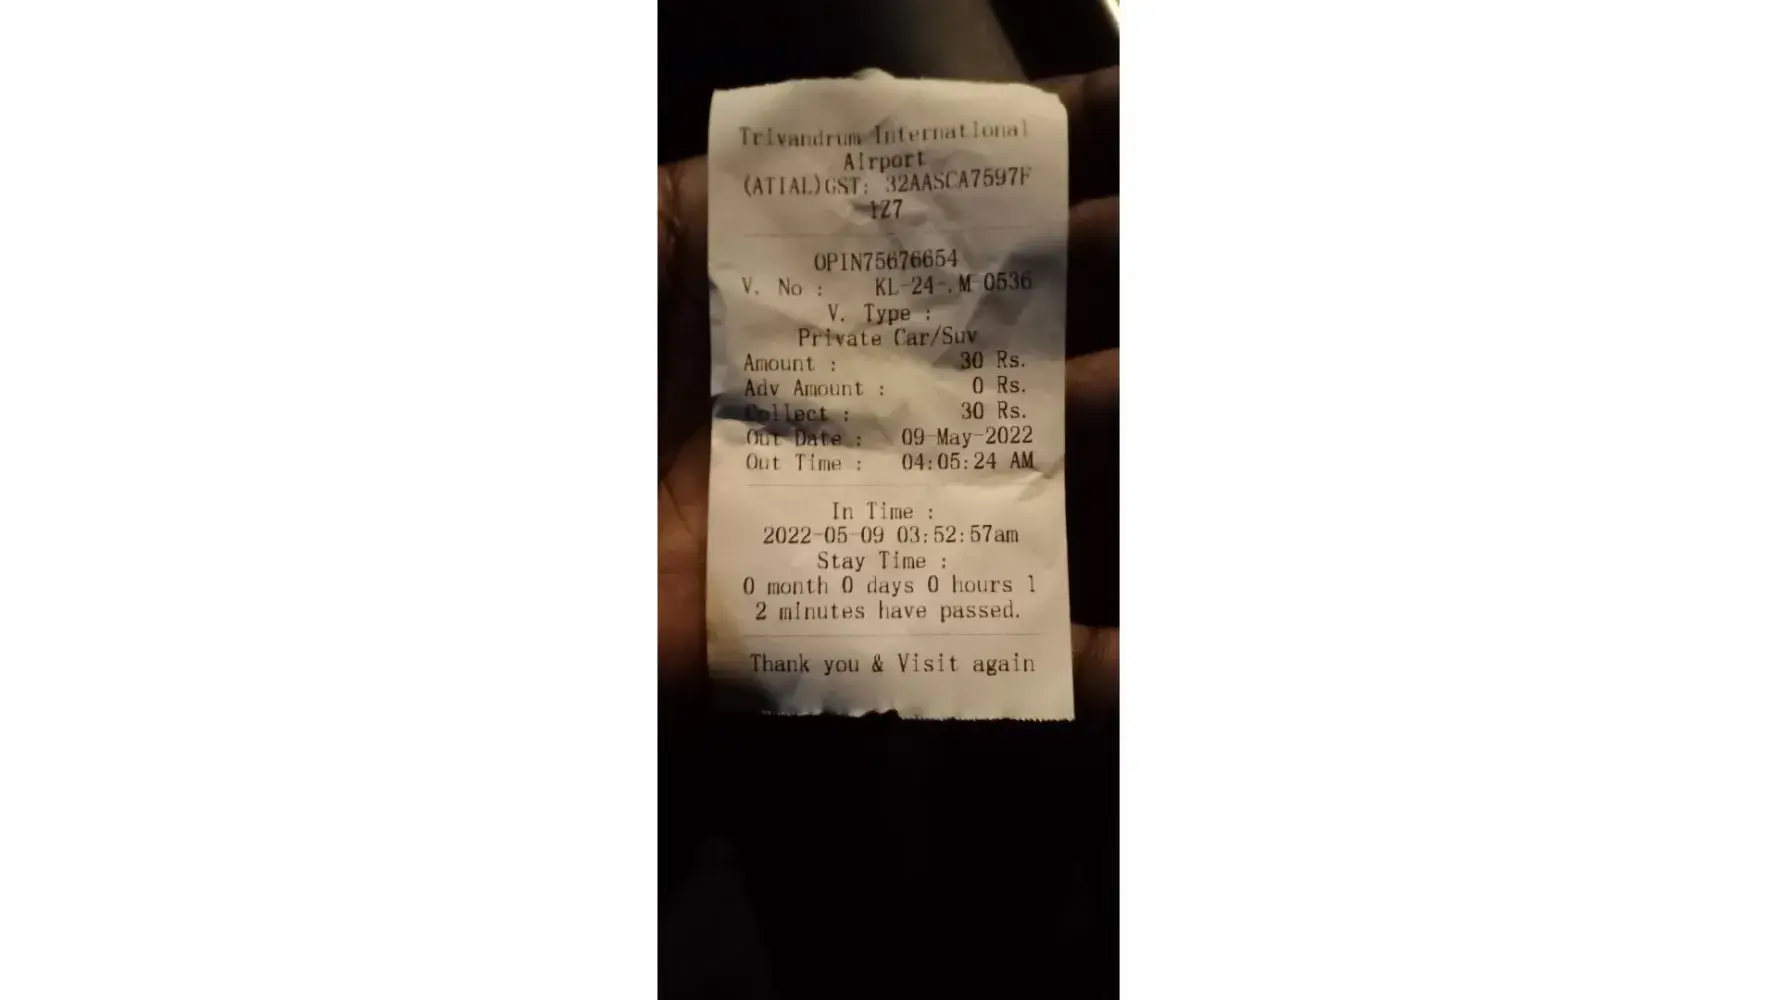 Trivandrum International
Airport
(ATIAL)GST: 32AASCA7597F
1Z7
OPIN75676654
V. No : KL-24-.M-0536
V. Type :
Private Car/Suv
Amount : 30 Rs.
Adv Amount : 0 Rs.
Collect : 30 Rs.
Out Date : 09-May-2022
Out Time : 04:05:24 AM
In Time :
2022-05-09 03:52:57am
Stay Time :
0 month 0 days 0 hours 1
2 minutes have passed.
Thank you & Visit again